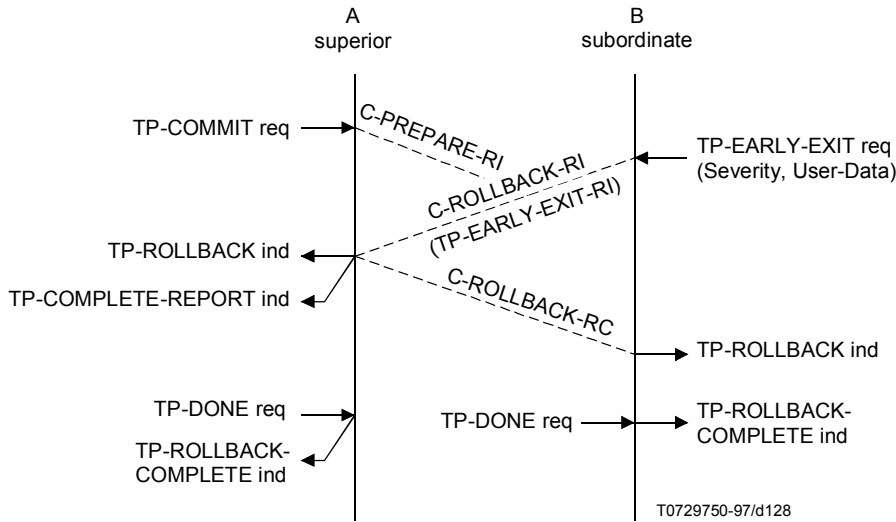 A
superior
B
subordinate
TP-COMMIT req
C-PREPARE-RI
TP-EARLY-EXIT req
(Severity, User-Data)
C-ROLLBACK-RI
(TP-EARLY-EXIT-RI)
TP-ROLLBACK ind
TP-COMPLETE-REPORT ind
C-ROLLBACK-RC
TP-ROLLBACK ind
TP-DONE req
TP-DONE req
TP-ROLLBACK-
COMPLETE ind
TP-ROLLBACK-
COMPLETE ind
T0729750-97/d128